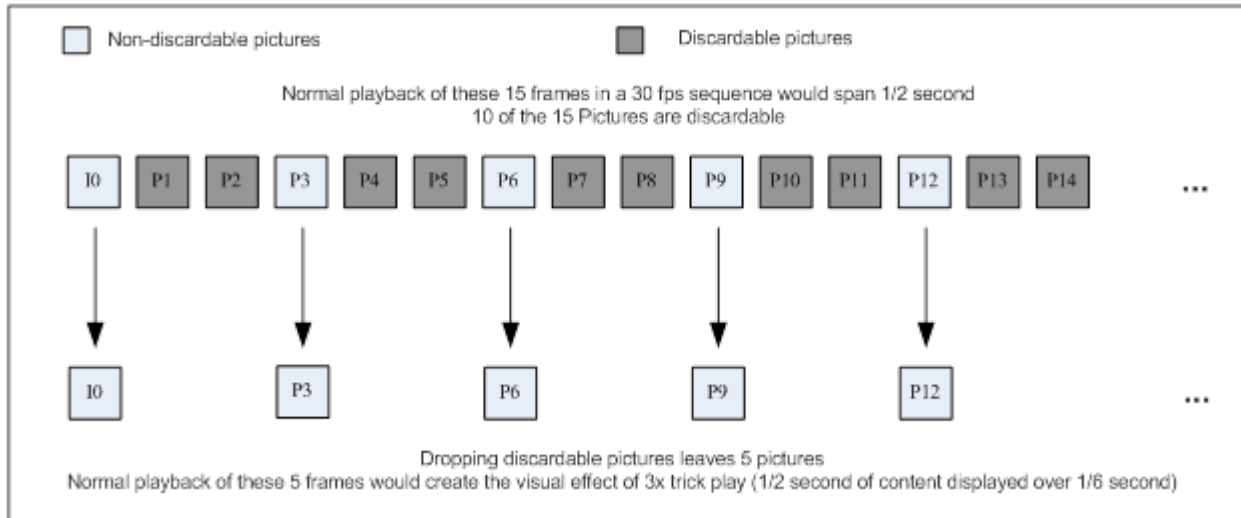 Non-discardable pictures
Discardable pictures
Normal playback of these 15 frames in a 30 fps sequence would span 1/2 second
10 of the 15 Pictures are discardable
I0 P1 P2 P3 P4 P5 P6 P7 P8 P9 P10 P11 P12 P13 P14 ...
I0 P3 P6 P9 P12 ...
Dropping discardable pictures leaves 5 pictures
Normal playback of these 5 frames would create the visual effect of 3x trick play (1/2 second of content displayed over 1/6 second)